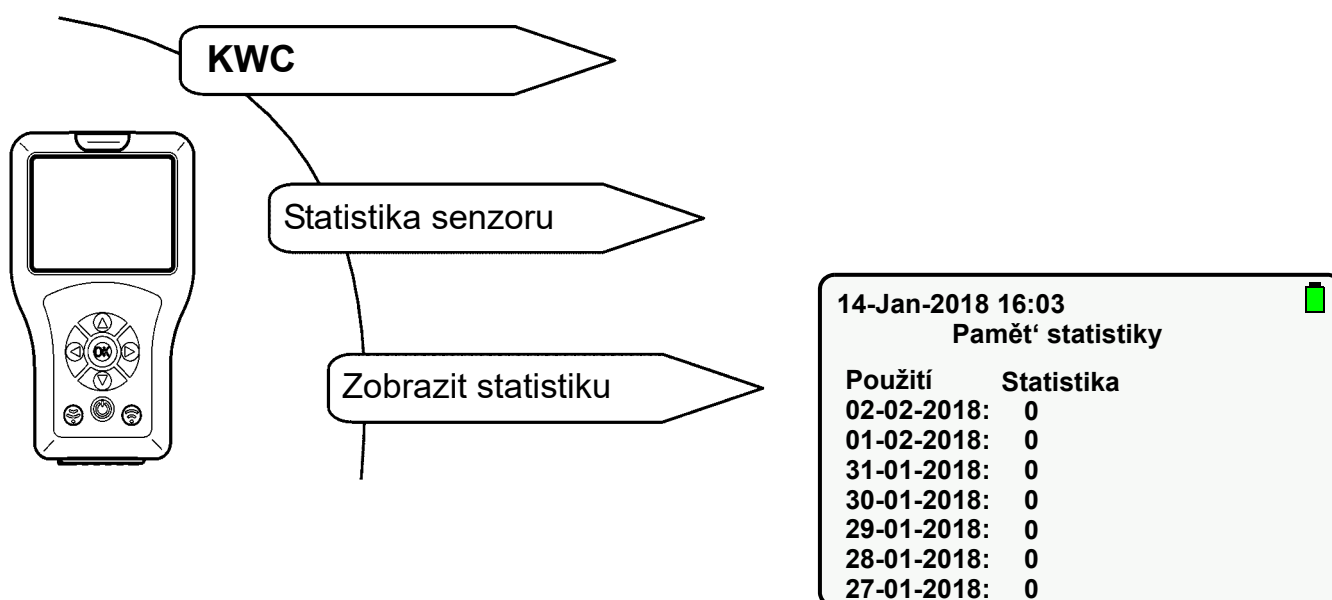 KWC
Statistika senzoru
Zobrazit statistiku
OK
14-Jan-2018 16:03
Pamět‘ statistiky
Použití Statistika
02-02-2018: 0
01-02-2018: 0
31-01-2018: 0
30-01-2018: 0
29-01-2018: 0
28-01-2018: 0
27-01-2018: 0